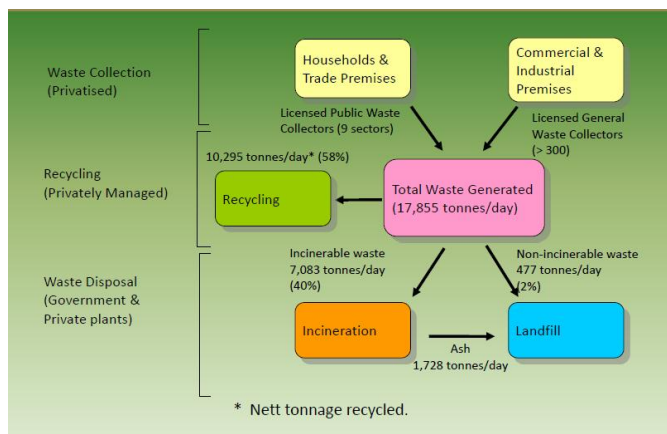 Waste Collection
(Privatised)
Households &
Trade Premises
Commercial &
Industrial
Premises
Licensed Public Waste
Collectors (9 sectors)
Licensed General
Waste Collectors
(> 300)
Recycling
(Privately Managed)
10,295 tonnes/day* (58%)
Recycling
Total Waste Generated
(17,855 tonnes/day)
Waste Disposal
(Government &
Private plants)
Incinerable waste
7,083 tonnes/day
(40%)
Non-incinerable waste
477 tonnes/day
(2%)
Incineration
Ash
1,728 tonnes/day
Landfill
* Nett tonnage recycled.